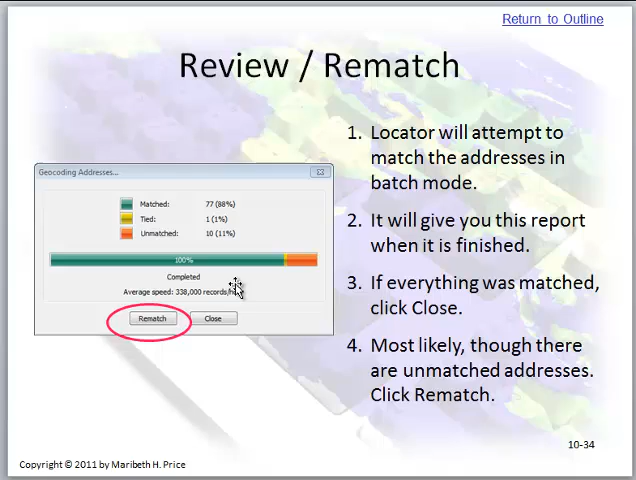 Return to Outline
Review / Rematch
Geocoding Addresses...
Matched: 77 (88%)
Tied: 1 (1%)
Unmatched: 10 (11%)
100%
Completed
Average speed: 338,000 records/
Rematch
Close
1. Locator will attempt to
match the addresses in
batch mode.
2. It will give you this report
when it is finished.
3. If everything was matched,
click Close.
4. Most likely, though there
are unmatched addresses.
Click Rematch.
10-34
Copyright © 2011 by Maribeth H. Price